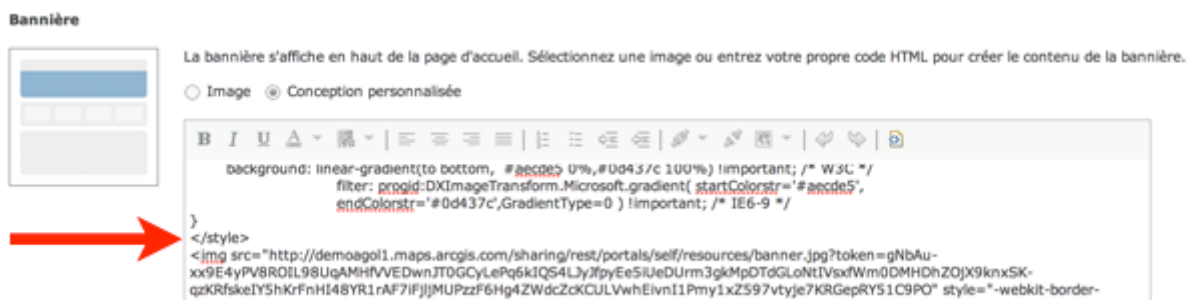 Bannière
La bannière s'affiche en haut de la page d'accueil. Sélectionnez une image ou entrez votre propre code HTML pour créer le contenu de la bannière.
Image Conception personnalisée
B I U A
background: linear-gradient(to bottom, #aecde5 0%,#0d437c 100%) !important; /* W3C */
filter: progid:DXImageTransform.Microsoft.gradient( startColorstr='#aecde5',
endColorstr='#0d437c',GradientType=0 ) !important; /* IE6-9 */
}
</style>
<img src="http://demoagol1.maps.arcgis.com/sharing/rest/portals/self/resources/banner.jpg?token=gNbAu-
xx9E4yPV8ROIL98UqAMHfVVEDwnJT0GCyLePq6kIQS4LJyJfpyEe5iUeDUrm3gkMpDTdGLoNtIVsxfWm0DMHDhZOjX9knxSK-
qzKRfskeIY5hKrFnHI48YR1rAF7iFjIjMUPzzF6Hg4ZWdcZcKCULVwhEivnI1Pmy1xZ597vtyje7KRGepRY51C9PO" style="-webkit-border-